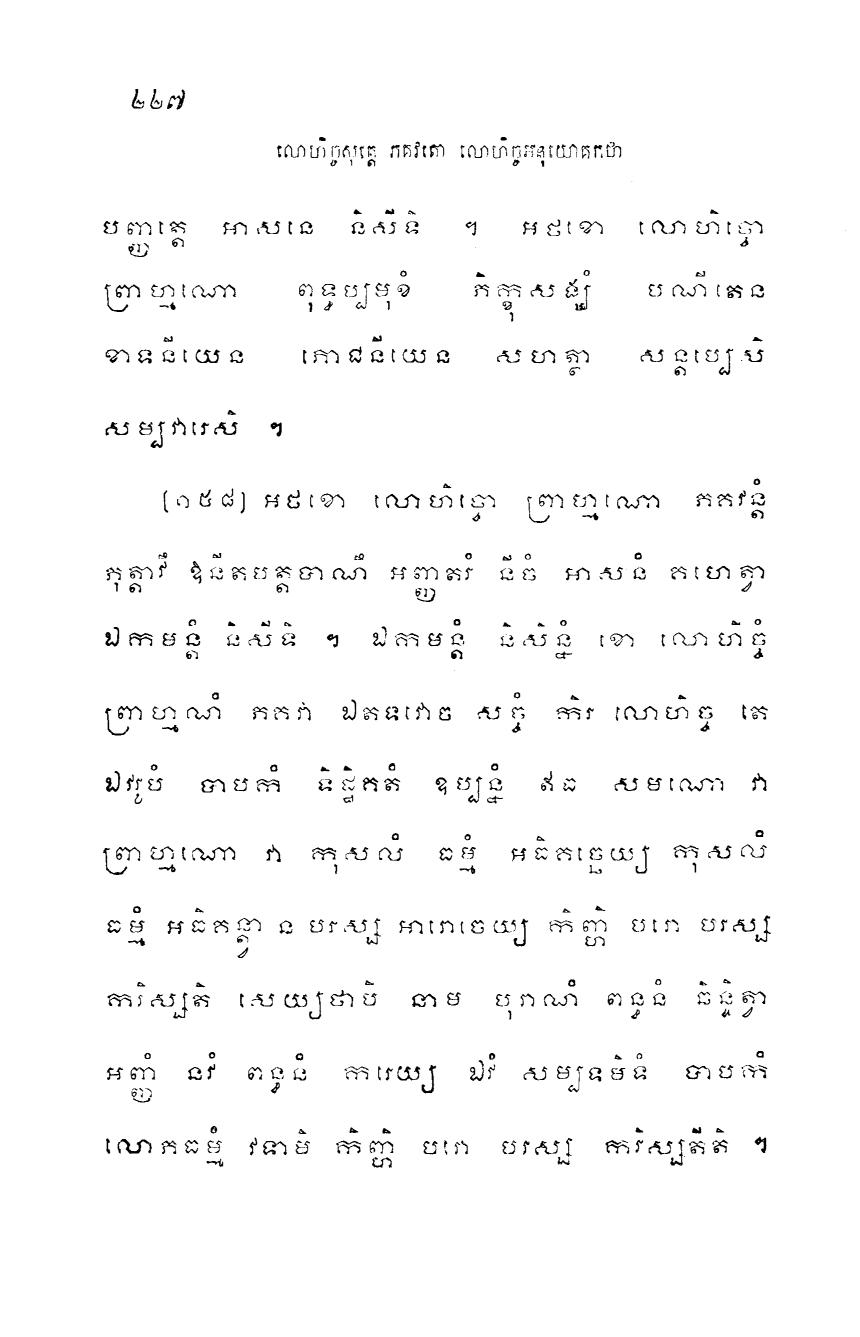 ២២៧
លោហិច្ចសុត្តេ ភគវតោ លោហិច្ចអនុយោគកថា
បញ្ញត្តេ អាសនេ និសីទិ ។ អថខោ លោហិច្ចោ
ព្រាហ្មណោ ពុទ្ធប្បមុខំ ភិក្ខុសង្ឃំ បណីតេន
ខាទនីយេន ភោជនីយេន សហត្ថា សន្តប្បេសិ
សម្បវារេសិ ។
[១៥៨] អថខោ លោហិច្ចោ ព្រាហ្មណោ ភគវន្តំ
ភុត្តាវឹ ឱនីតបត្តបាណឹ អញ្ញតរំ នីចំ អាសនំ គហេត្វា
ឯកមន្តំ និសីទិ ។ ឯកមន្តំ និសិន្នំ ខោ លោហិច្ចំ
ព្រាហ្មណំ ភគវា ឯតទវោច សច្ចំ កិរ លោហិច្ច តេ
ឯវរូបំ បាបកំ ទិដ្ឋិគតំ ឧប្បន្នំ ឥធ សមណោ វា
ព្រាហ្មណោ វា កុសលំ ធម្មំ អធិគច្ឆេយ្យ កុសលំ
ធម្មំ អធិគន្ត្វា ន បរស្ស អារោចេយ្យ កិញ្ហិ បរោ បរស្ស
ករិស្សតិ សេយ្យថាបិ នាម បុរាណំ ពន្ធនំ ឆិន្ទិត្វា
អញ្ញំ នវំ ពន្ធនំ ករេយ្យ ឯវំ សម្បទមិទំ បាបកំ
លោភធម្មំ វទាមិ កិញ្ហិ បរោ បរស្ស ករិស្សតីតិ ។